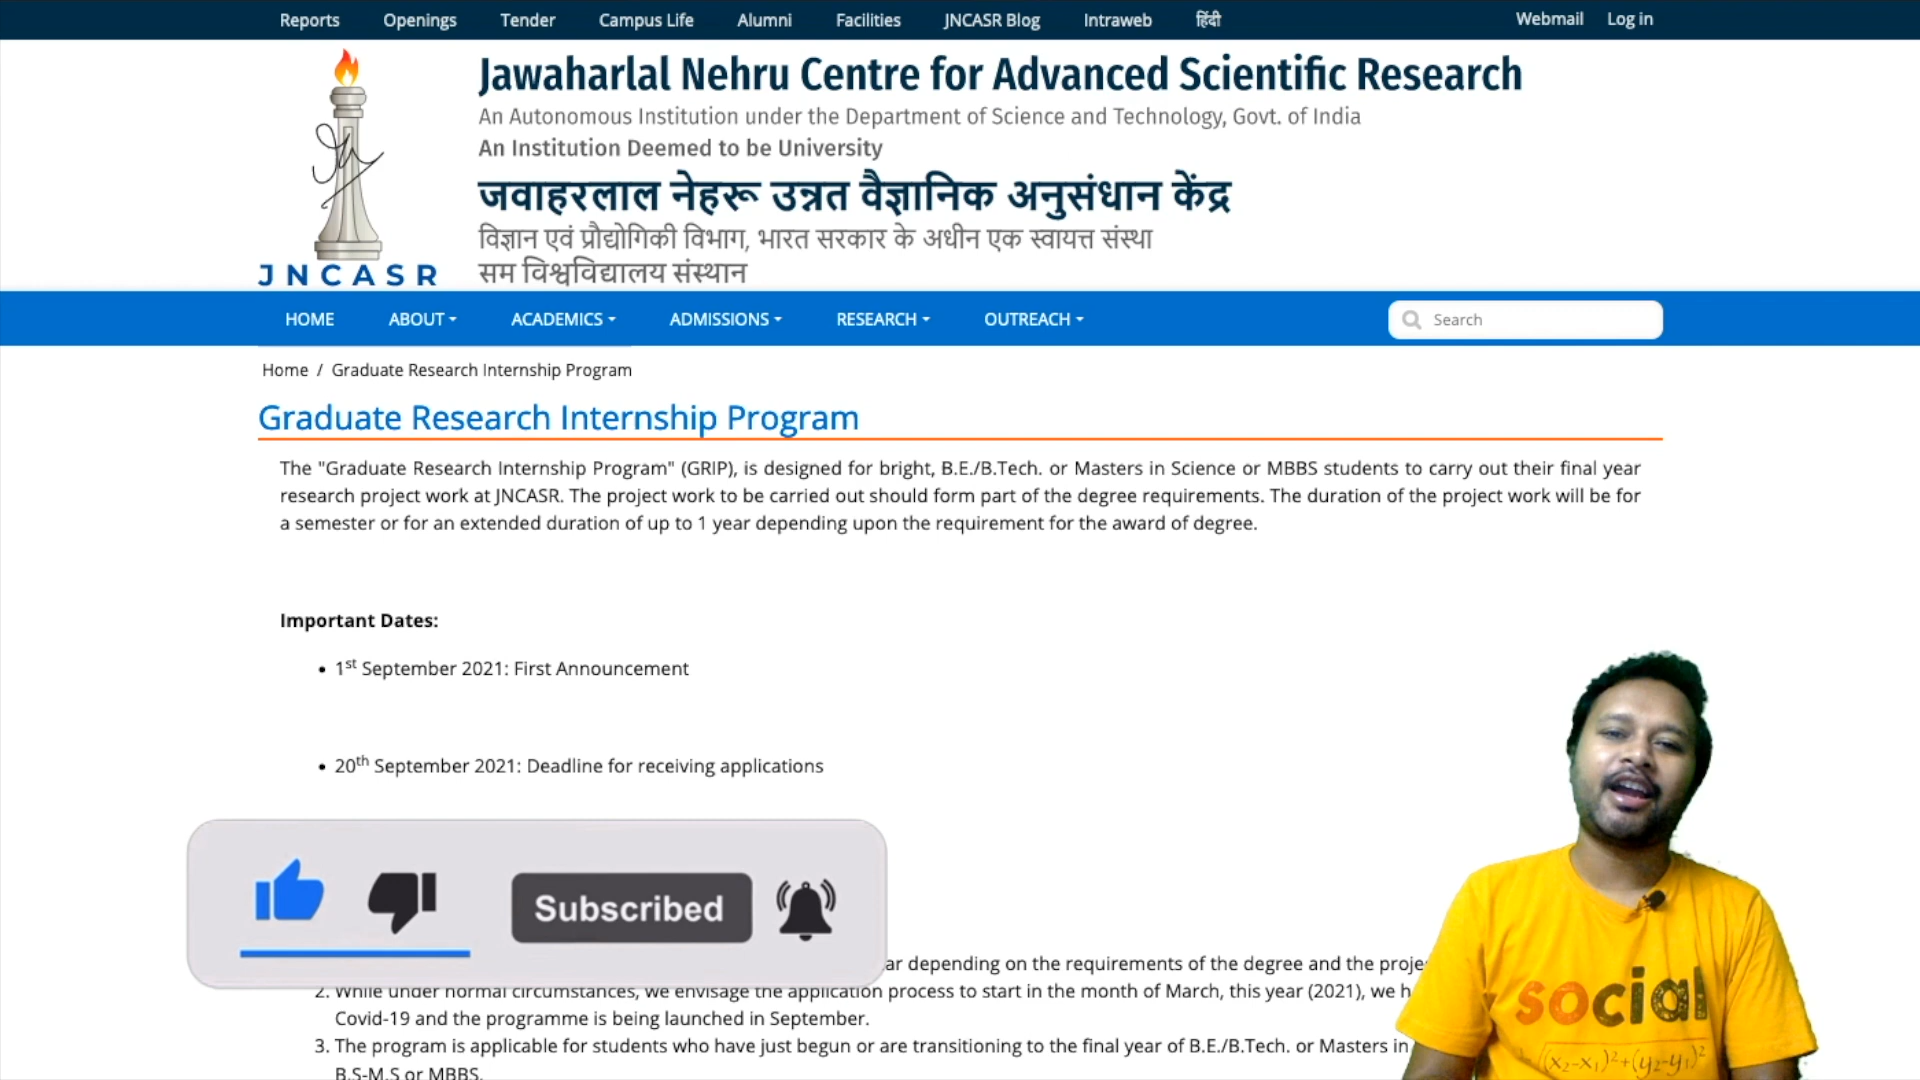 Reports Openings Tender Campus Life Alumni Facilities JNCASR Blog Intraweb हिंदी Webmail Log in
Jawaharlal Nehru Centre for Advanced Scientific Research
An Autonomous Institution under the Department of Science and Technology, Govt. of India
An Institution Deemed to be University
जवाहरलाल नेहरू उन्नत वैज्ञानिक अनुसंधान केंद्र
विज्ञान एवं प्रौद्योगिकी विभाग, भारत सरकार के अधीन एक स्वायत्त संस्था
सम विश्वविद्यालय संस्थान
JNCASR
HOME ABOUT ACADEMICS ADMISSIONS RESEARCH OUTREACH Search
Home / Graduate Research Internship Program
Graduate Research Internship Program
The "Graduate Research Internship Program" (GRIP), is designed for bright, B.E./B.Tech. or Masters in Science or MBBS students to carry out their final year
research project work at JNCASR. The project work to be carried out should form part of the degree requirements. The duration of the project work will be for
a semester or for an extended duration of up to 1 year depending upon the requirement for the award of degree.
Important Dates:
• 1st September 2021: First Announcement
• 20th September 2021: Deadline for receiving applications
Subscribed
depending on the requirements of the degree and the
2. While under normal circumstances, we envisage the application process to start in the month of March, this year (2021), we
Covid-19 and the programme is being launched in September.
3. The program is applicable for students who have just begun or are transitioning to the final year of B.E./B.Tech. or Masters in
B.S-M.S or MBBS.
social
√(x₂-x₁)²+(y₂-y₁)²